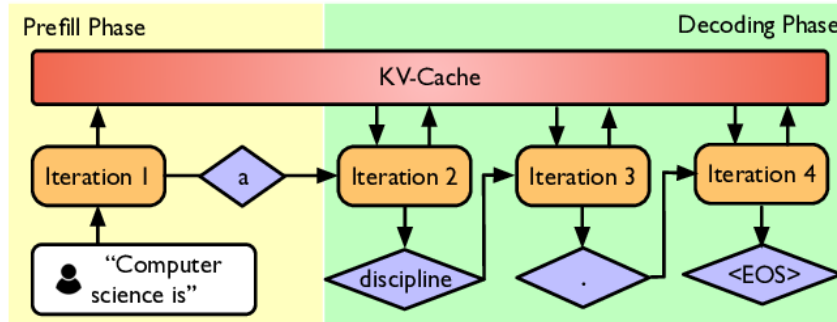 Prefill Phase
Decoding Phase
KV-Cache
Iteration 1
a
Iteration 2
Iteration 3
Iteration 4
“Computer
science is”
discipline
.
<EOS>